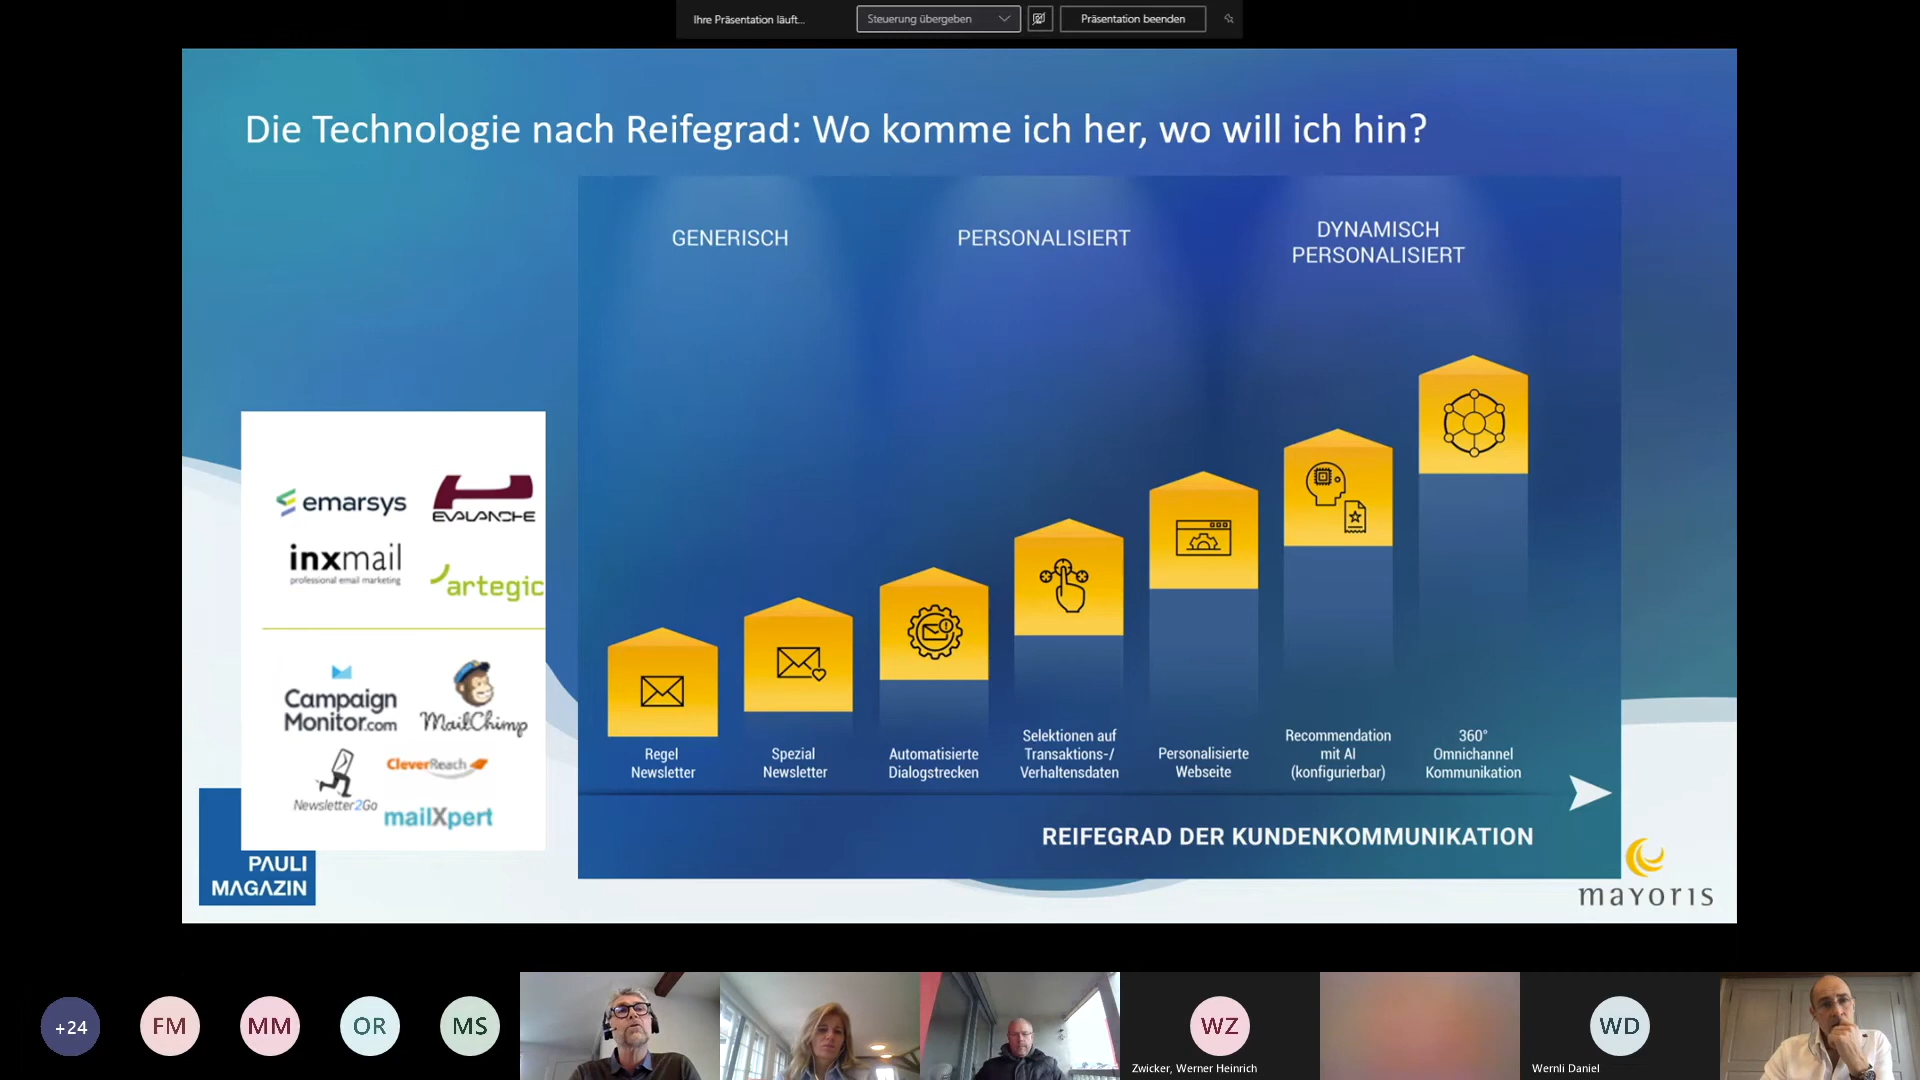 Ihre Präsentation läuft...
Steuerung übergeben
Präsentation beenden
Die Technologie nach Reifegrad: Wo komme ich her, wo will ich hin?
GENERISCH
PERSONALISIERT
DYNAMISCH
PERSONALISIERT
emarsys
EVALANCHE
inxmail
professional email marketing
artegic
Campaign
Monitor.com
MailChimp
CleverReach
Newsletter2Go
mailXpert
Regel
Newsletter
Spezial
Newsletter
Automatisierte
Dialogstrecken
Selektionen auf
Transaktions-/
Verhaltensdaten
Personalisierte
Webseite
Recommendation
mit AI
(konfigurierbar)
360°
Omnichannel
Kommunikation
REIFEGRAD DER KUNDENKOMMUNIKATION
PAULI
MAGAZIN
mayoris
+24
FM
MM
OR
MS
WZ
Zwicker, Werner Heinrich
WD
Wernli Daniel